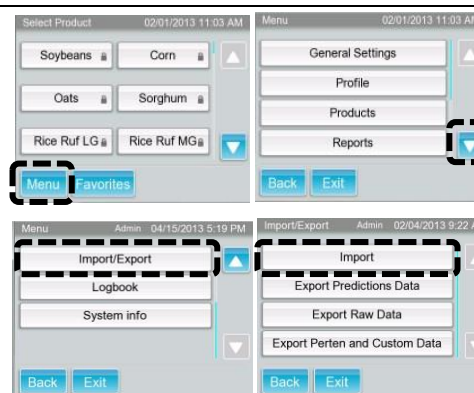 Select Product 02/01/2013 11:03 AM
Soybeans Corn
Oats Sorghum
Rice Ruf LG Rice Ruf MG
Menu Favorites
Menu 02/01/2013 11:03 AM
General Settings
Profile
Products
Reports
Back Exit
Menu Admin 04/15/2013 5:19 PM
Import/Export
Logbook
System info
Back Exit
Import/Export Admin 02/04/2013 9:22 A
Import
Export Predictions Data
Export Raw Data
Export Perten and Custom Data
Back Exit